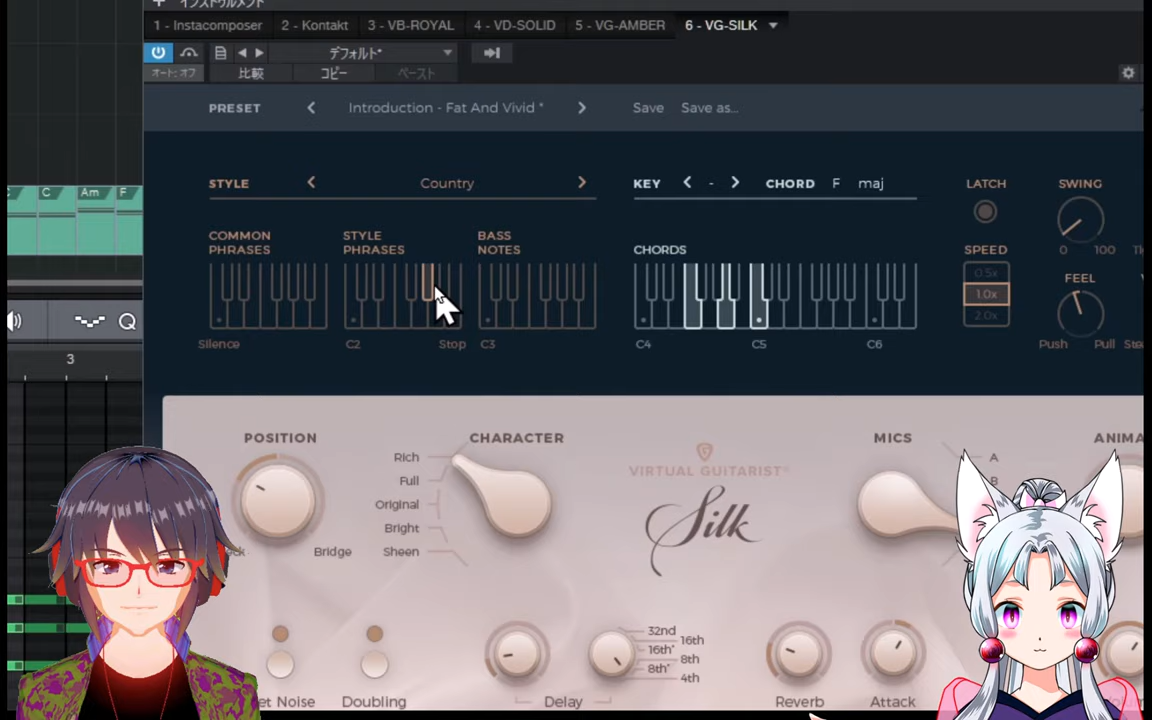 インストゥルメント
1 - Instacomposer 2 - Kontakt 3 - VB-ROYAL 4 - VD-SOLID 5 - VG-AMBER 6 - VG-SILK
デフォルト*
オート: オフ 比較 コピー ペースト
PRESET Introduction - Fat And Vivid * Save Save as...
STYLE Country KEY - CHORD F maj LATCH SWING
C C Am F
COMMON PHRASES STYLE PHRASES BASS NOTES CHORDS SPEED 0 100
0.5x
1.0x
2.0x
FEEL
Silence C2 Stop C3 C4 C5 C6 Push Pull
3
POSITION CHARACTER MICS
Rich
Full
Original
Bright
Sheen
A
B
VIRTUAL GUITARIST
Silk
Bridge
32nd
16th
16th*
8th
8th*
4th
Doubling Delay Reverb Attack